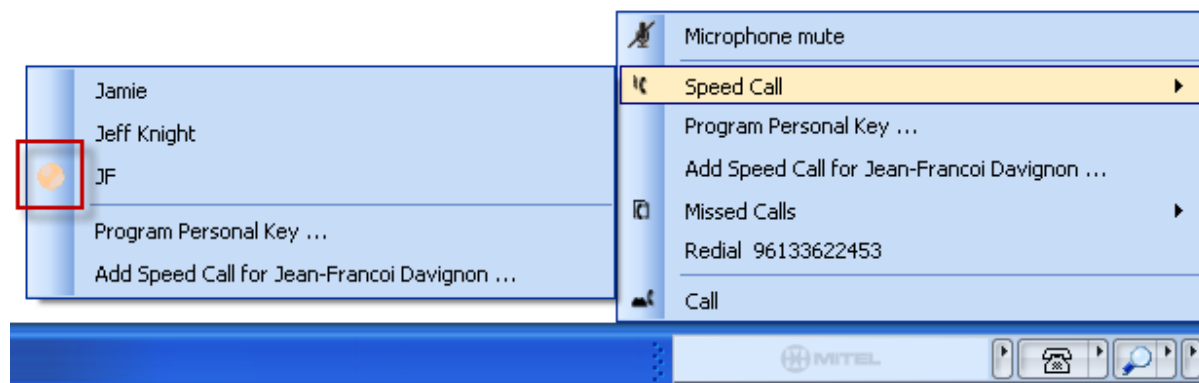 Microphone mute
Speed Call
Program Personal Key ...
Add Speed Call for Jean-Francoi Davignon ...
Missed Calls
Redial 96133622453
Call
Jamie
Jeff Knight
JF
Program Personal Key ...
Add Speed Call for Jean-Francoi Davignon ...
MITEL